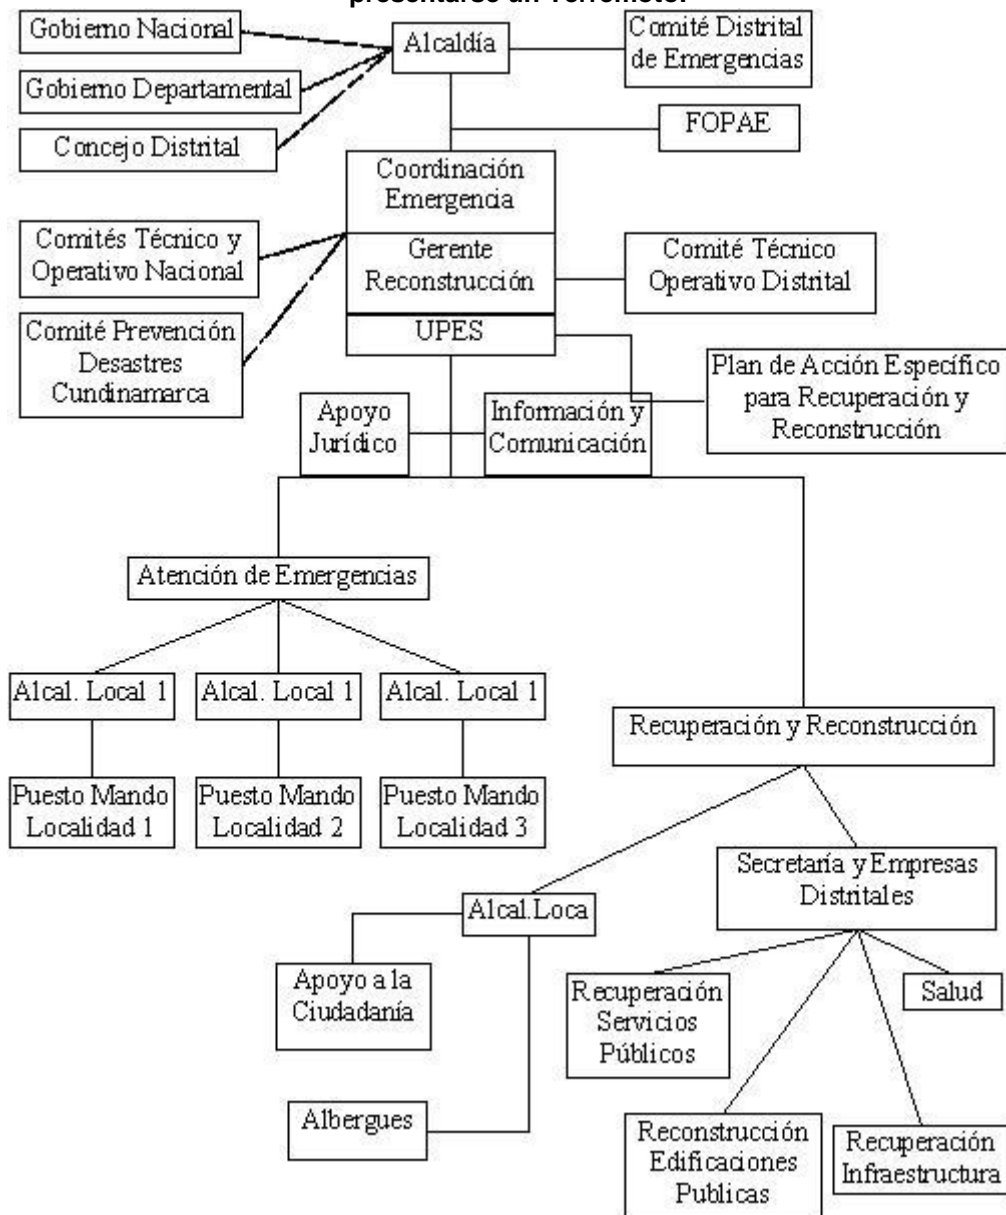 presentarse un Terremoto.
Gobierno Nacional
Alcaldía
Comité Distrital
de Emergencias
Gobierno Departamental
FOPAE
Concejo Distrital
Coordinación
Emergencia
Comités Técnico y
Operativo Nacional
Gerente
Reconstrucción
Comité Técnico
Operativo Distrital
UPES
Comité Prevención
Desastres
Cundinamarca
Plan de Acción Específico
para Recuperación y
Reconstrucción
Apoyo
Jurídico
Información y
Comunicación
Atención de Emergencias
Alcal. Local 1
Alcal. Local 1
Alcal. Local 1
Recuperación y Reconstrucción
Puesto Mando
Localidad 1
Puesto Mando
Localidad 2
Puesto Mando
Localidad 3
Secretaría y Empresas
Distritales
Alcal.Loca
Apoyo a la
Ciudadanía
Recuperación
Servicios
Públicos
Salud
Albergues
Reconstrucción
Edificaciones
Publicas
Recuperación
Infraestructura